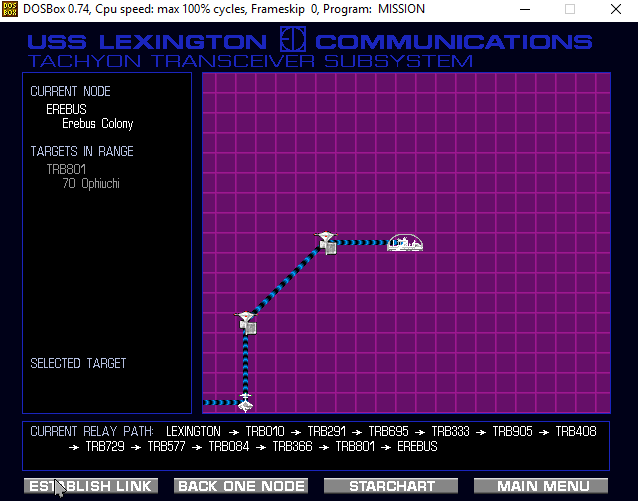 DOS
BOX
DOSBox 0.74, Cpu speed: max 100% cycles, Frameskip 0, Program: MISSION
USS LEXINGTON COMMUNICATIONS
TACHYON TRANSCEIVER SUBSYSTEM
CURRENT NODE
EREBUS
Erebus Colony
TARGETS IN RANGE
TRB801
70 Ophiuchi
SELECTED TARGET
CURRENT RELAY PATH: LEXINGTON → TRB010 → TRB291 → TRB695 → TRB333 → TRB905 → TRB408
→ TRB729 → TRB577 → TRB084 → TRB366 → TRB801 → EREBUS
ESTABLISH LINK BACK ONE NODE STARCHART MAIN MENU